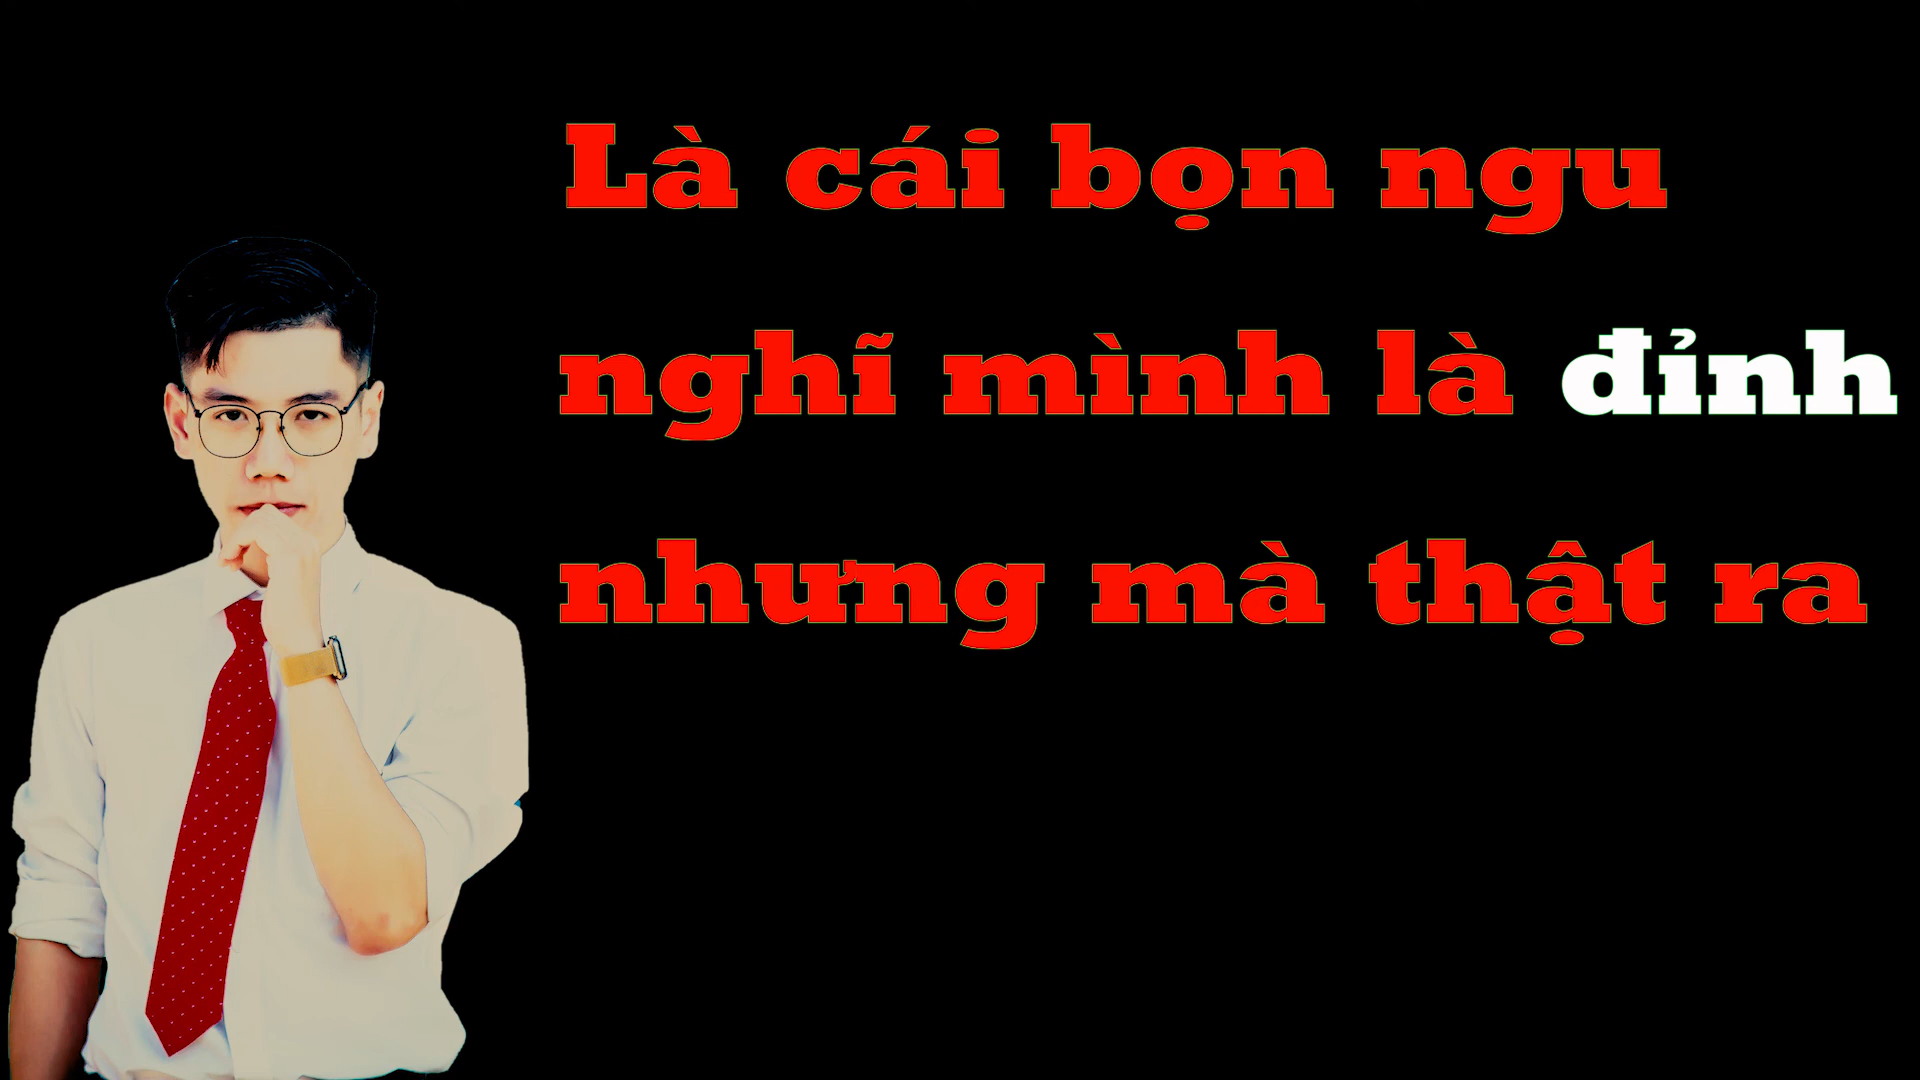 Là cái bọn ngu
nghĩ mình là đỉnh
nhưng mà thật ra